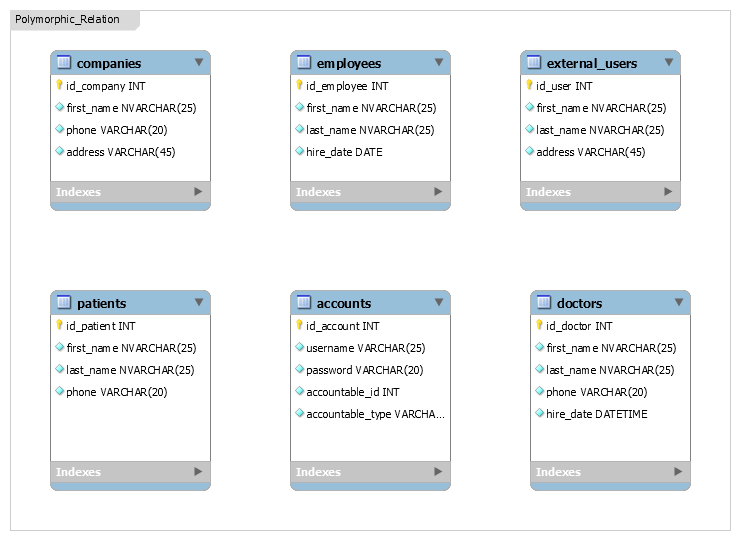 Polymorphic_Relation
companies
id_company INT
first_name NVARCHAR(25)
phone VARCHAR(20)
address VARCHAR(45)
Indexes
employees
id_employee INT
first_name NVARCHAR(25)
last_name NVARCHAR(25)
hire_date DATE
Indexes
external_users
id_user INT
first_name NVARCHAR(25)
last_name NVARCHAR(25)
address VARCHAR(45)
Indexes
patients
id_patient INT
first_name NVARCHAR(25)
last_name NVARCHAR(25)
phone VARCHAR(20)
Indexes
accounts
id_account INT
username VARCHAR(25)
password VARCHAR(20)
accountable_id INT
accountable_type VARCHA...
Indexes
doctors
id_doctor INT
first_name NVARCHAR(25)
last_name NVARCHAR(25)
phone VARCHAR(20)
hire_date DATETIME
Indexes